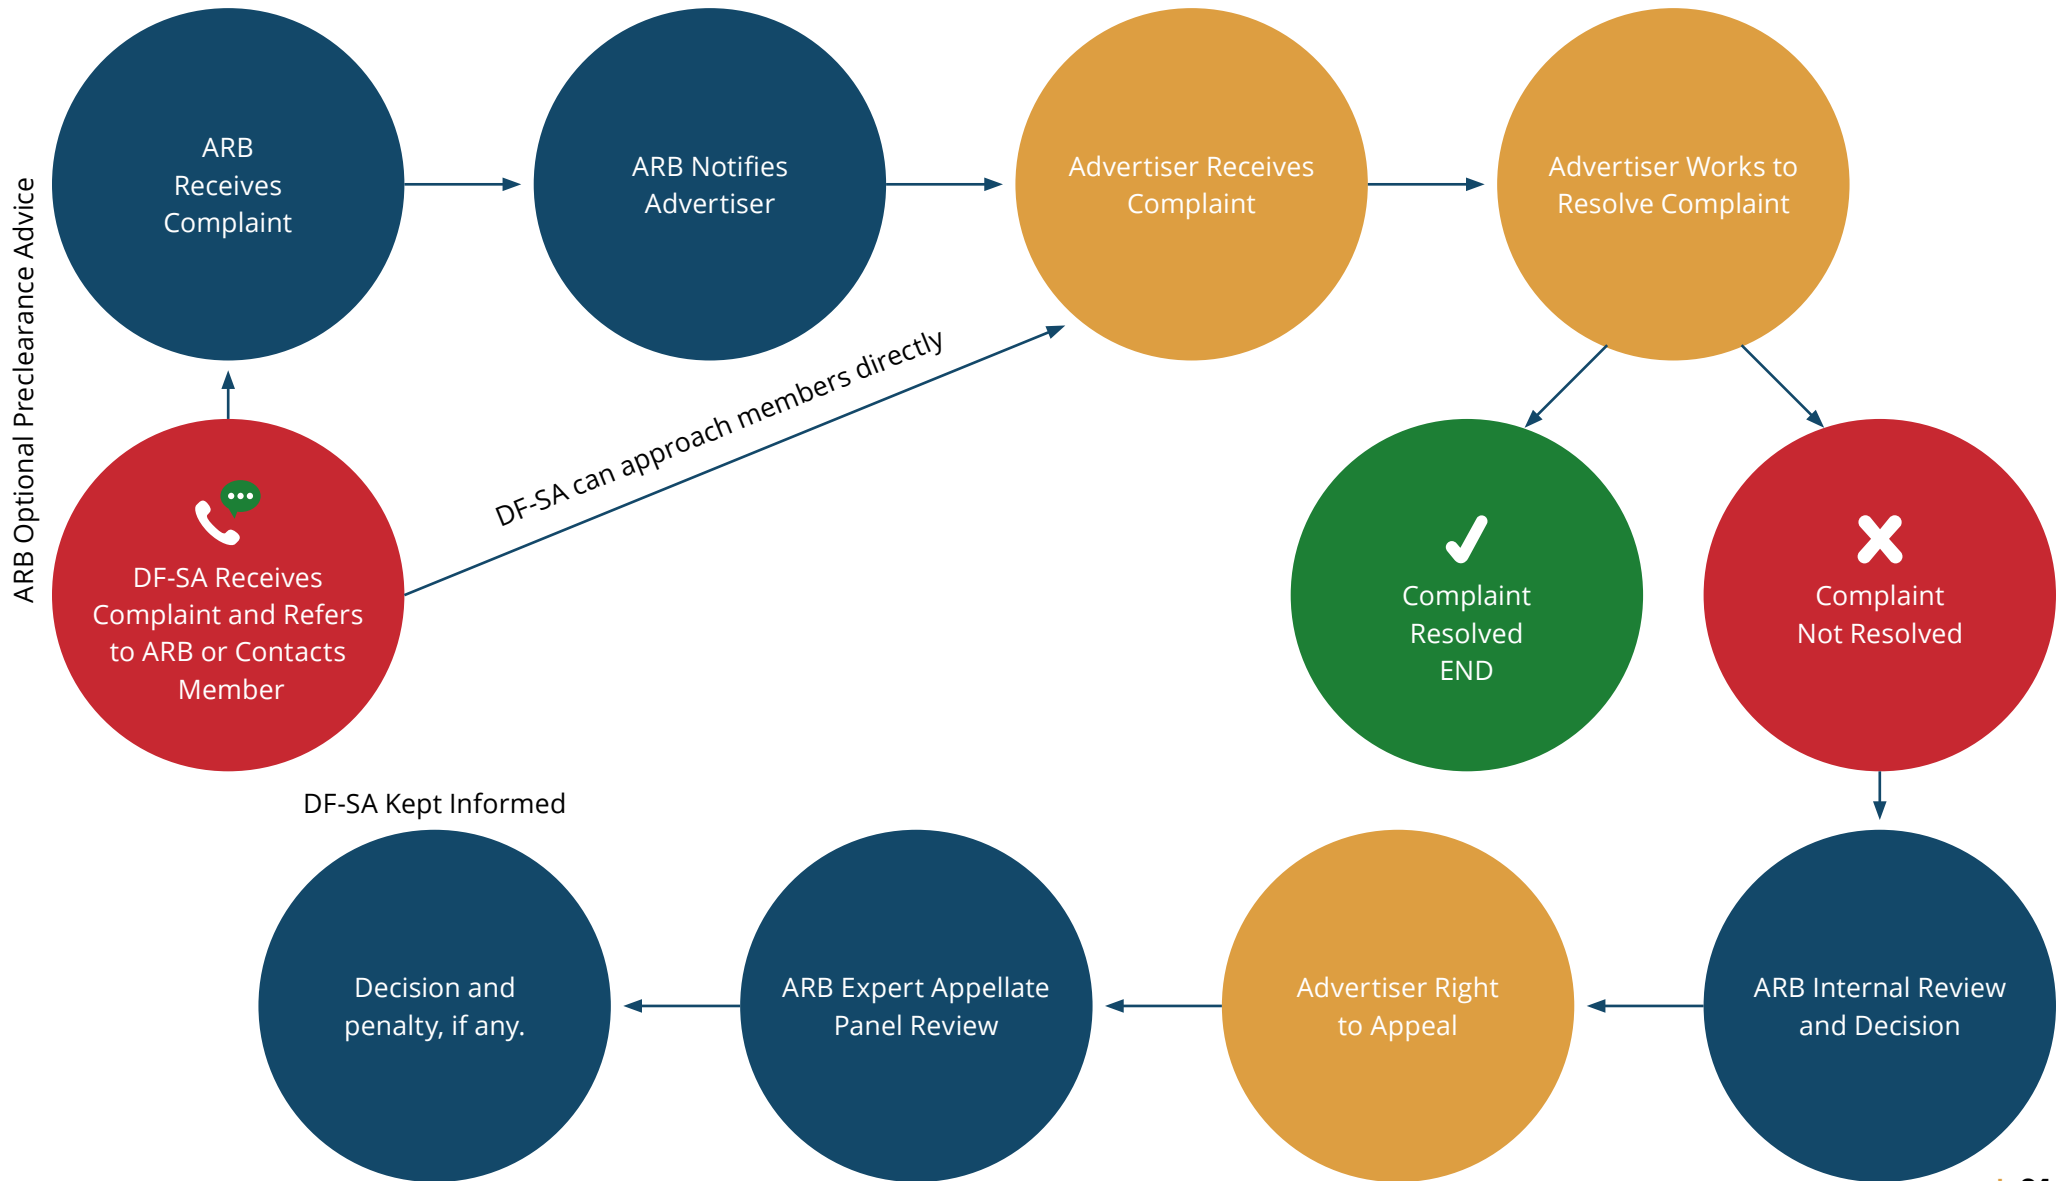 ARB Optional Preclearance Advice
ARB
Receives
Complaint
ARB Notifies
Advertiser
Advertiser Receives
Complaint
Advertiser Works to
Resolve Complaint
DF-SA can approach members directly
DF-SA Receives
Complaint and Refers
to ARB or Contacts
Member
Complaint
Resolved
END
Complaint
Not Resolved
DF-SA Kept Informed
Decision and
penalty, if any.
ARB Expert Appellate
Panel Review
Advertiser Right
to Appeal
ARB Internal Review
and Decision